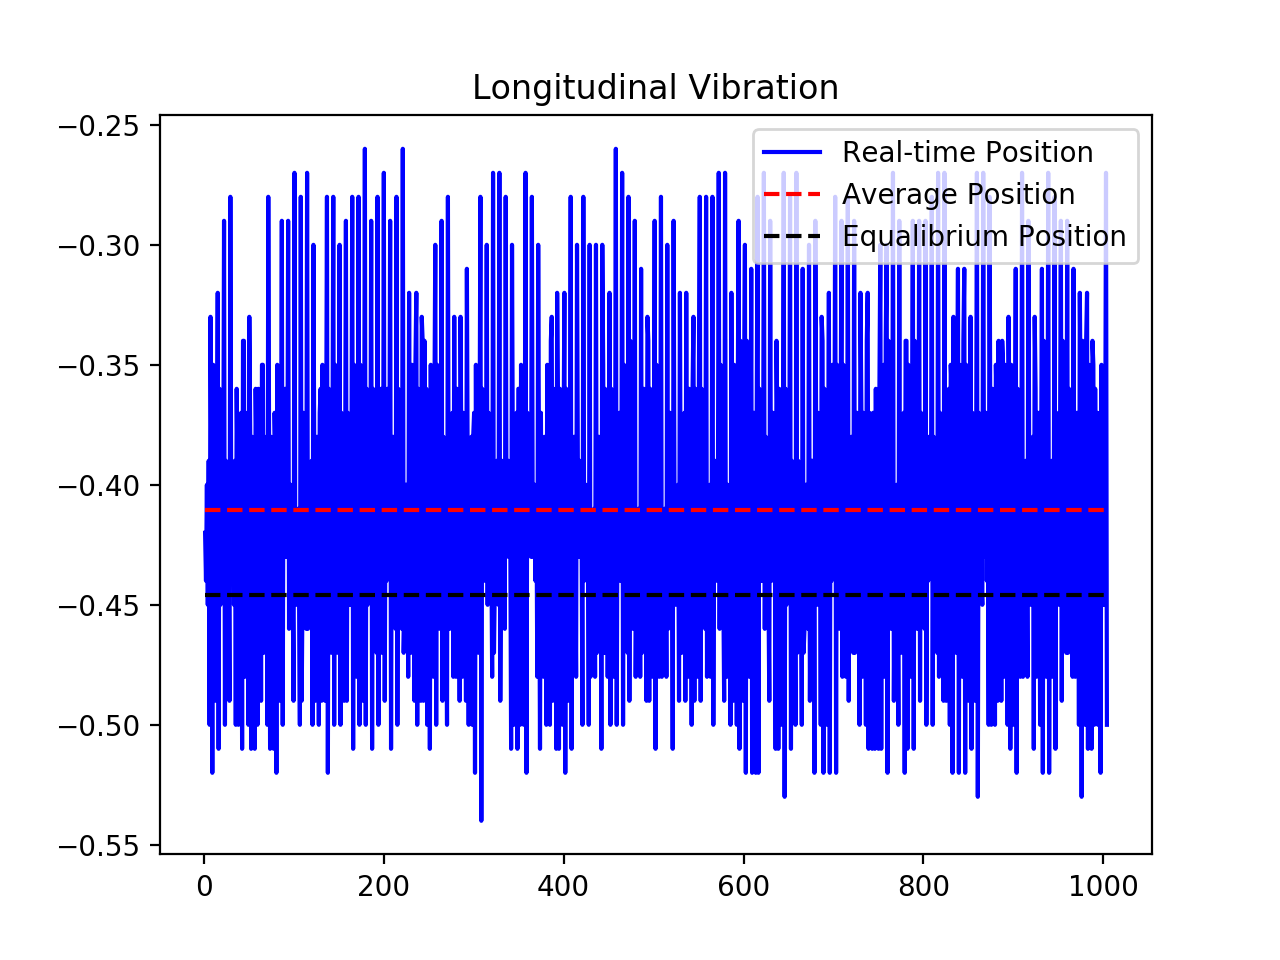 Longitudinal Vibration
−0.25
−0.30
−0.35
−0.40
−0.45
−0.50
−0.55
Real-time Position
Average Position
Equalibrium Position
0 200 400 600 800 1000